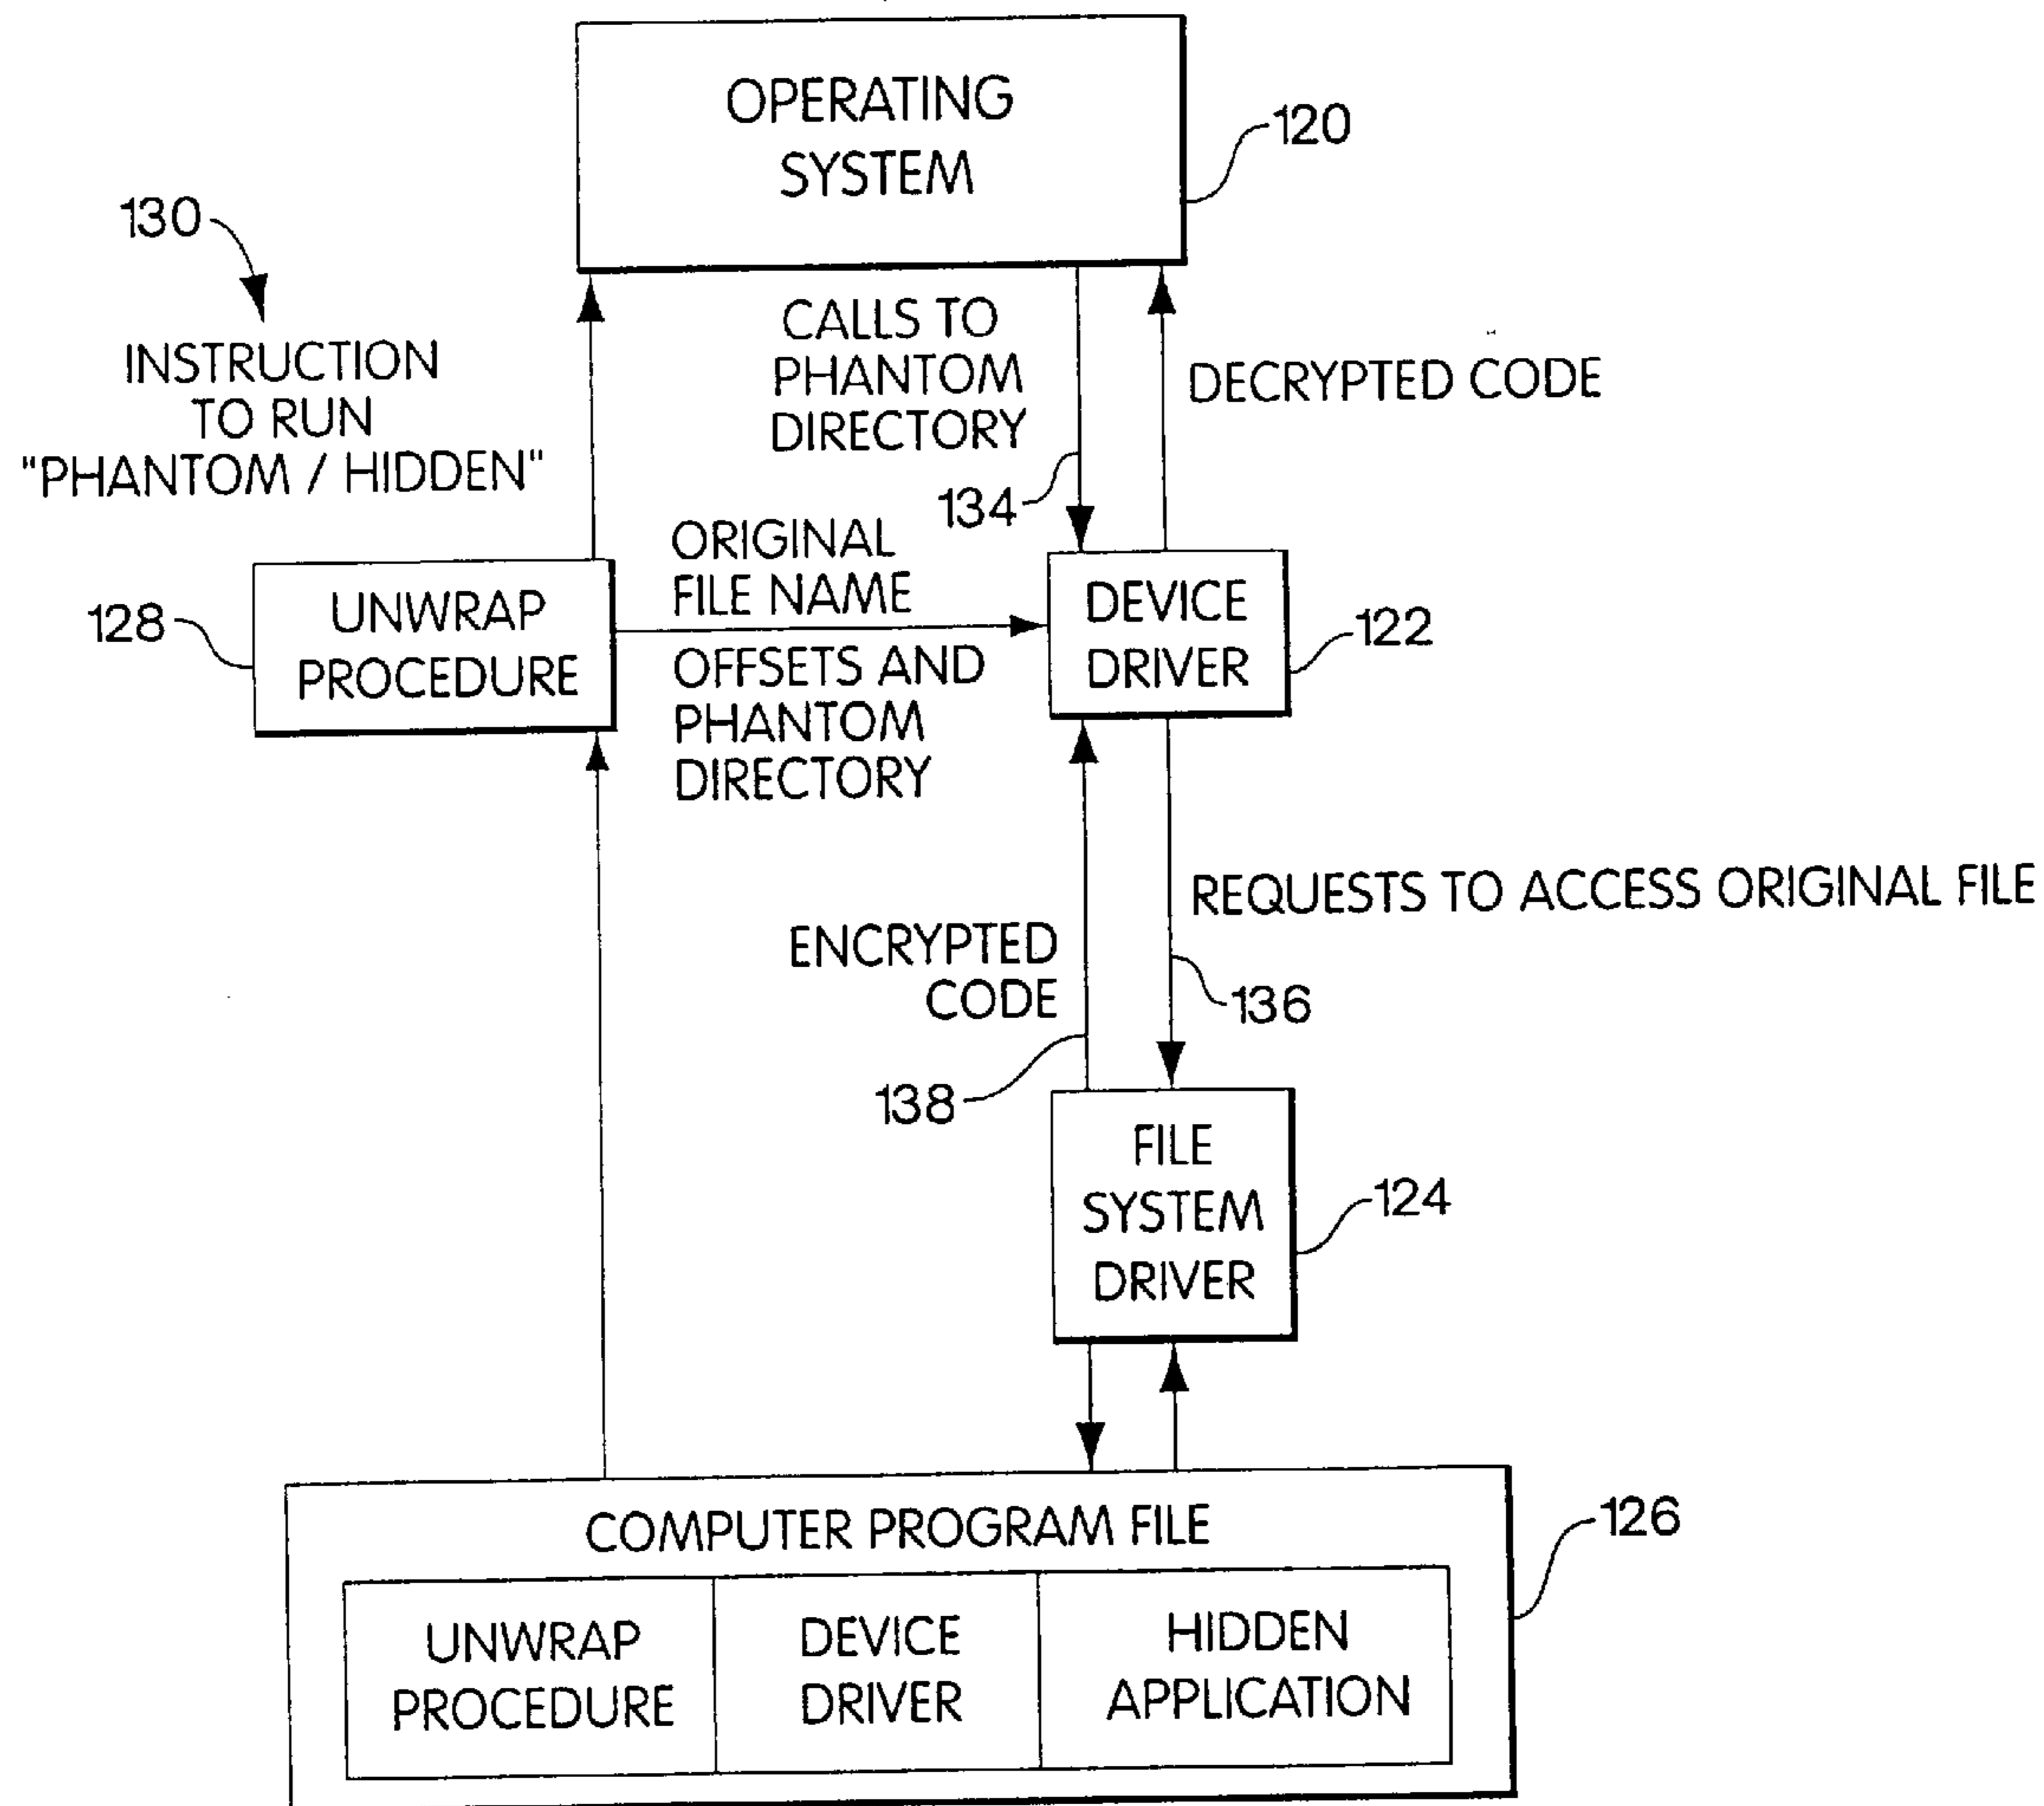 OPERATING
SYSTEM
120
130
INSTRUCTION
TO RUN
"PHANTOM / HIDDEN"
CALLS TO
PHANTOM
DIRECTORY
134
DECRYPTED CODE
UNWRAP
PROCEDURE
128
ORIGINAL
FILE NAME
OFFSETS AND
PHANTOM
DIRECTORY
DEVICE
DRIVER
122
REQUESTS TO ACCESS ORIGINAL FILE
ENCRYPTED
CODE
136
138
FILE
SYSTEM
DRIVER
124
COMPUTER PROGRAM FILE
126
UNWRAP
PROCEDURE
DEVICE
DRIVER
HIDDEN
APPLICATION